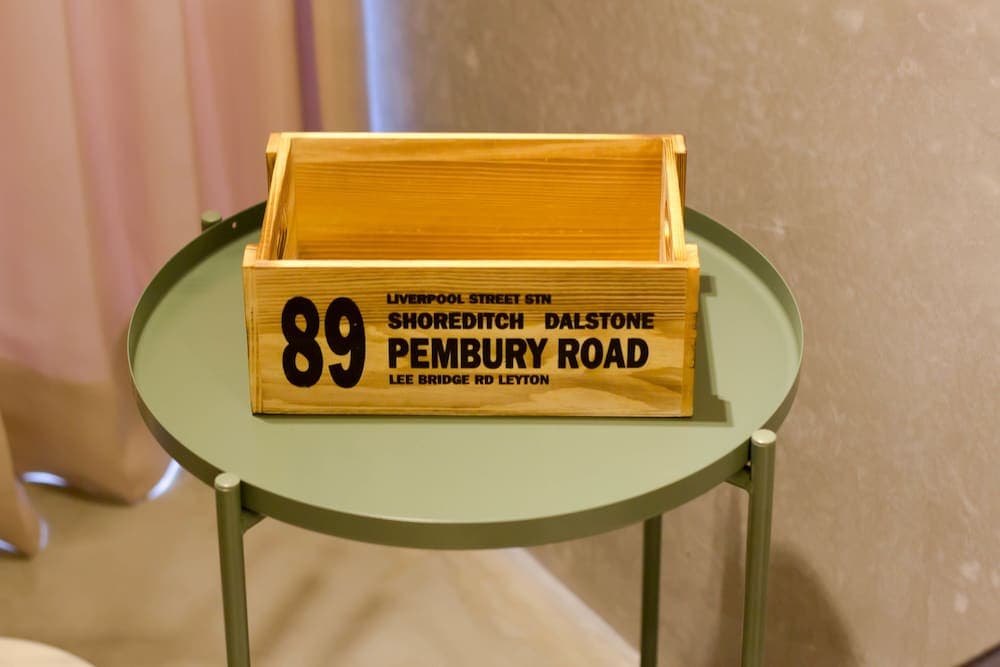 89
LIVERPOOL STREET STN
SHOREDITCH DALSTONE
PEMBURY ROAD
LEE BRIDGE RD LEYTON